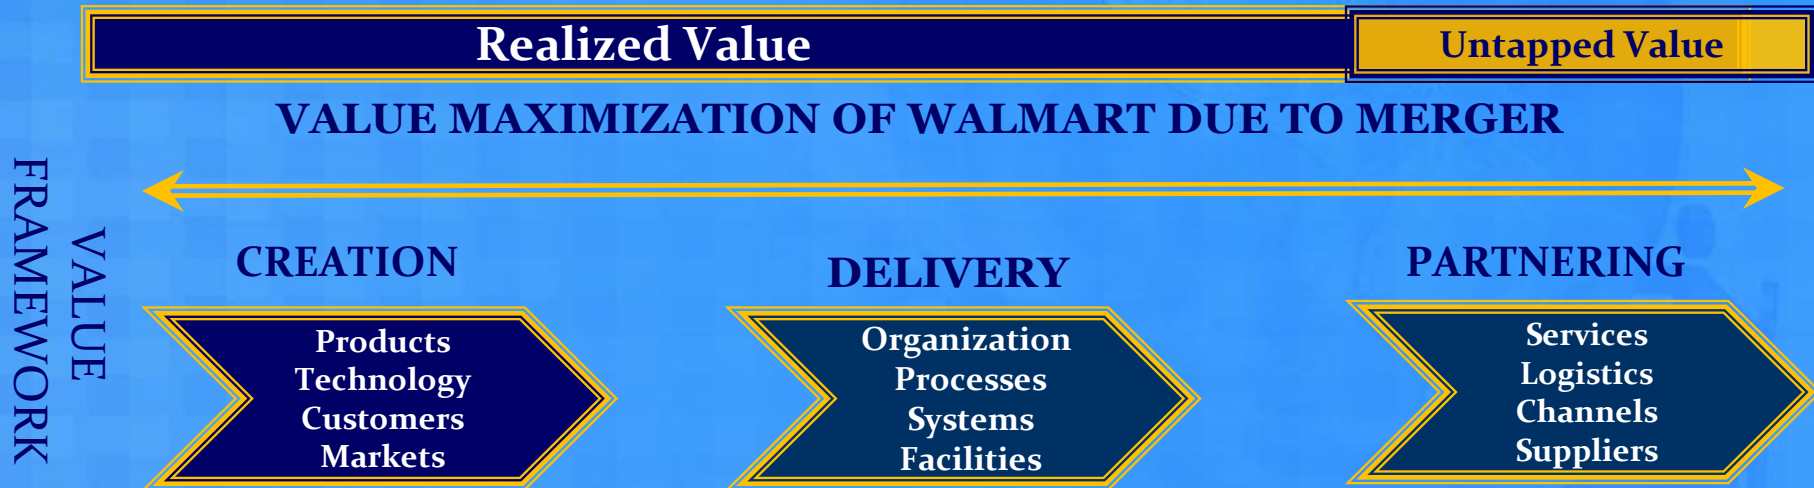 Realized Value
Untapped Value
VALUE MAXIMIZATION OF WALMART DUE TO MERGER
VALUE
FRAMEWORK
CREATION
Products
Technology
Customers
Markets
DELIVERY
Organization
Processes
Systems
Facilities
PARTNERING
Services
Logistics
Channels
Suppliers